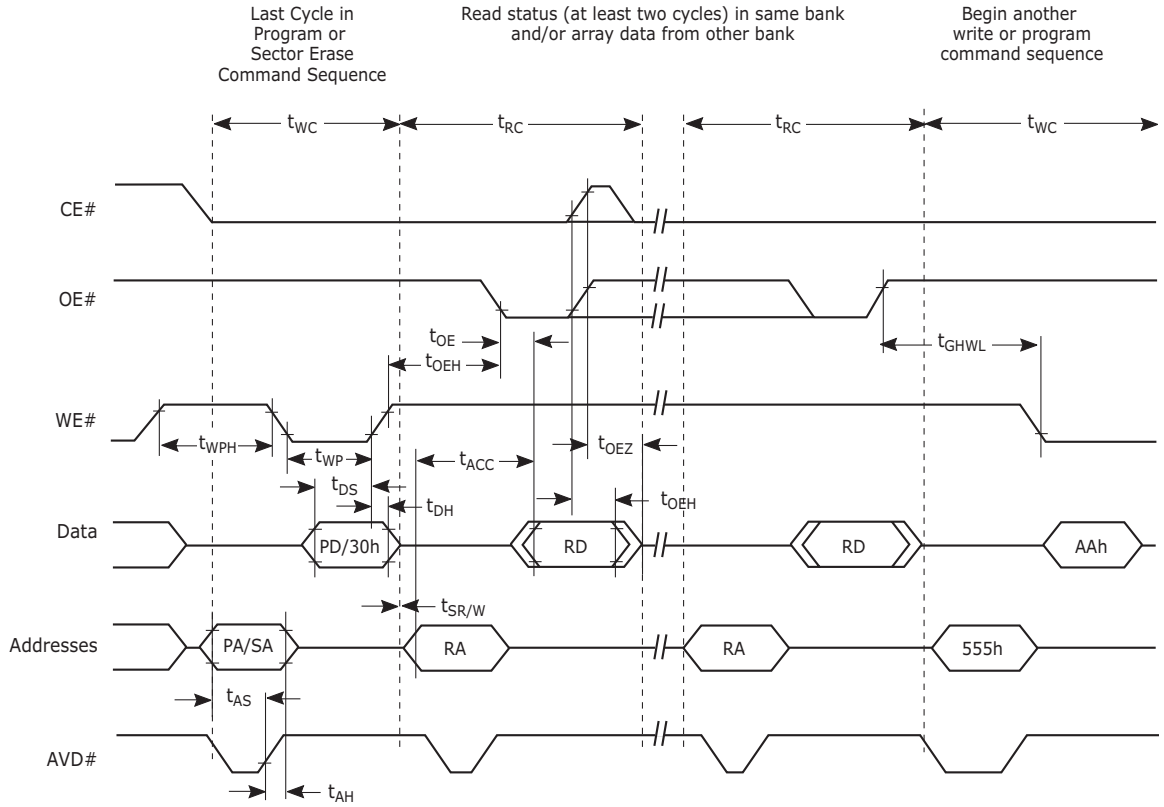 Last Cycle in
Program or
Sector Erase
Command Sequence
Read status (at least two cycles) in same bank
and/or array data from other bank
Begin another
write or program
command sequence
tWC
tRC
tRC
tWC
CE#
OE#
tOE
tOEH
tGHWL
WE#
tWPH
tWP
tACC
tOEZ
tDS
tDH
tOEH
Data
PD/30h
RD
RD
AAh
tSR/W
Addresses
PA/SA
RA
RA
555h
tAS
AVD#
tAH